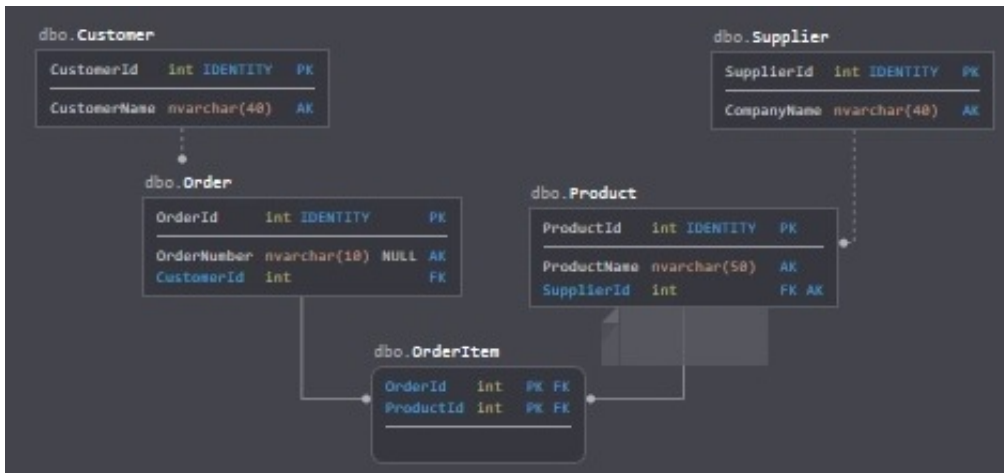 dbo.Customer
CustomerId int IDENTITY PK
CustomerName nvarchar(40) AK
dbo.Supplier
SupplierId int IDENTITY PK
CompanyName nvarchar(40) AK
dbo.Order
OrderId int IDENTITY PK
OrderNumber nvarchar(10) NULL AK
CustomerId int FK
dbo.Product
ProductId int IDENTITY PK
ProductName nvarchar(50) AK
SupplierId int FK AK
dbo.OrderItem
OrderId int PK FK
ProductId int PK FK